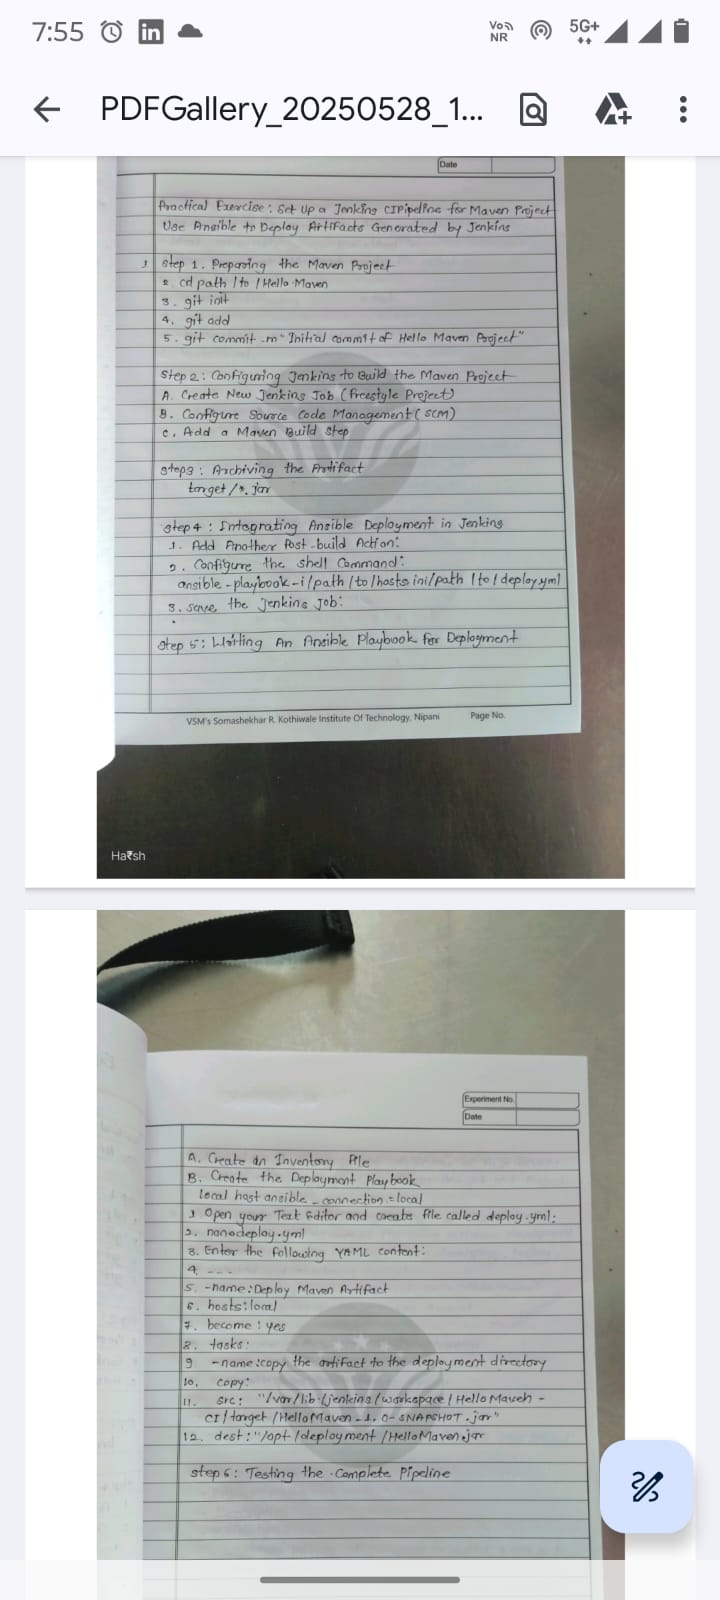 7:55
in
Vo
NR
5G+
PDFGallery_20250528_1...
Date
Practical Exercise : Set Up a Jenking CIPipeline for Maven Project
Use Ansible to Deploy Artifacts Generated by Jenkins
1 Step 1. Preparing the Maven Project
2. cd path / to / Hello Maven
3. git init
4. git add
5. git commit -m "Initial commit of Hello Maven Project"
Step 2 : Configuring Jenkins to Build the Maven Project
A. Create New Jenkins Job (Freestyle Project)
B. Configure Source Code Management (SCM)
C. Add a Maven Build Step
step3 : Archiving the Artifact
target /*. jar
step 4 : Integrating Ansible Deployment in Jenking
1. Add Another Post-build Action:
2. Configure the shell Command:
ansible-playbook-i/path / to / hosts. ini/path / to / deploy.yml
3. save the Jenkins Job:
step 5 : Writing An Ansible Playbook for Deployment
VSM's Somashekhar R. Kothiwale Institute Of Technology, Nipani
Page No.
Ha₹sh
Experiment No.
Date
A. Create an Inventory File
B. Create the Deployment Playbook
local host ansible _ connection = local
1 Open your Text Editor and create file called deploy.yml:
2. nanodeploy.yml
3. Enter the following YAML content:
4. ---
5. -name:Deploy Maven Artifact
6. hosts:local
7. become : yes
8. tasks:
9 -name:copy the artifact to the deployment directory
10. copy:
11. src: "/var/lib/jenkins/workspace / Hello -
CI/ target /HelloMaven-1. 0-SNAPSHOT.jar"
12. dest:"/opt /deployment /HelloMaven.jar
step 6 : Testing the Complete Pipeline